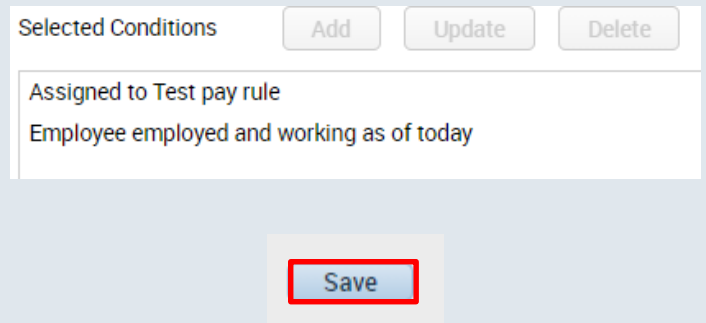 Selected Conditions Add Update Delete
Assigned to Test pay rule
Employee employed and working as of today
Save